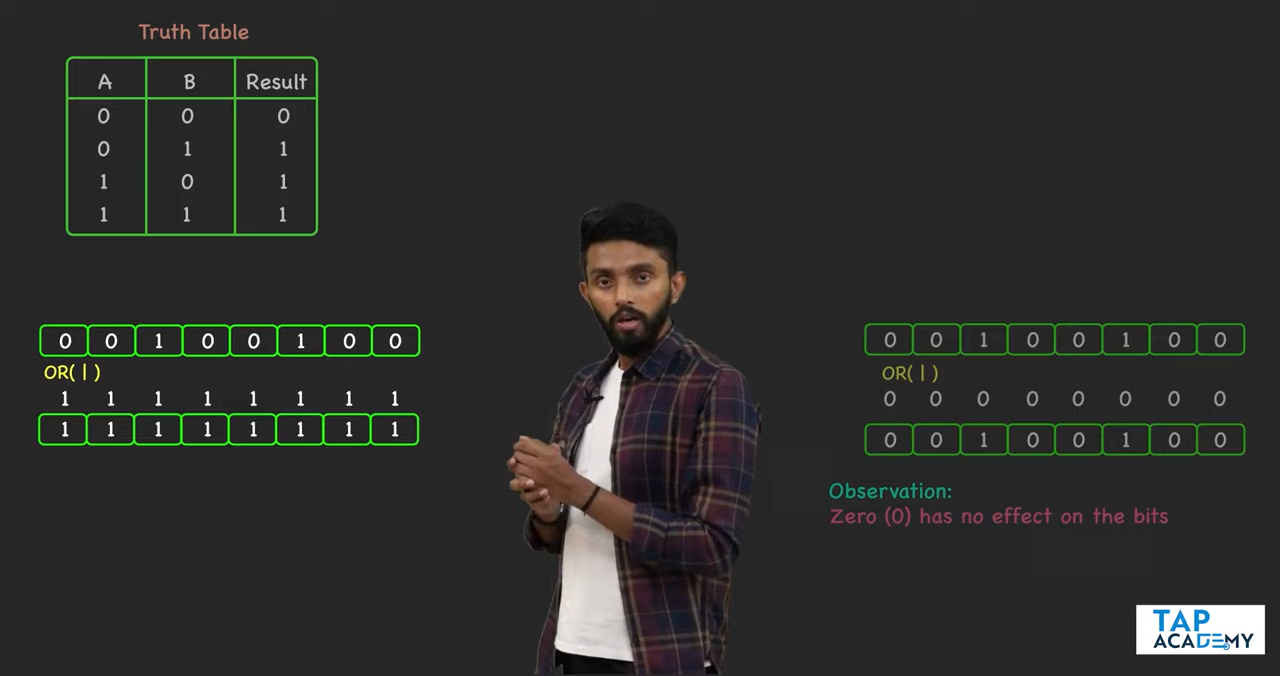 Truth Table
A B Result
0 0 0
0 1 1
1 0 1
1 1 1
0 0 1 0 0 1 0 0
OR( | )
1 1 1 1 1 1 1 1
1 1 1 1 1 1 1 1
0 0 1 0 0 1 0 0
OR( | )
0 0 0 0 0 0 0 0
0 0 1 0 0 1 0 0
Observation:
Zero (0) has no effect on the bits
TAP
ACADEMY